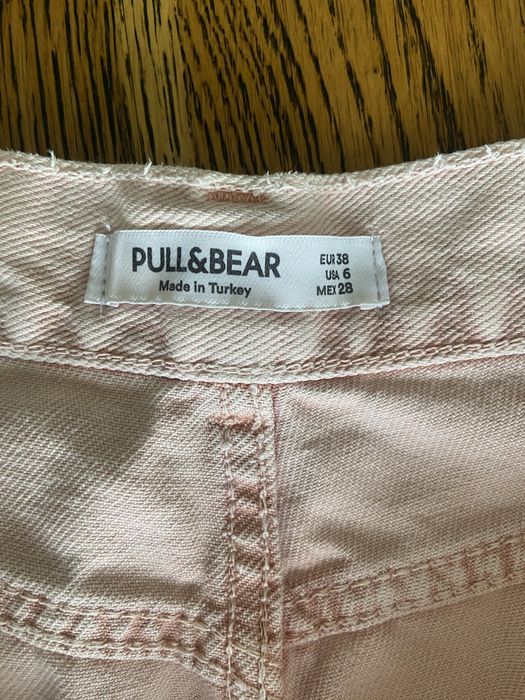 PULL&BEAR
Made in Turkey
EUR 38
USA 6
MEX 28